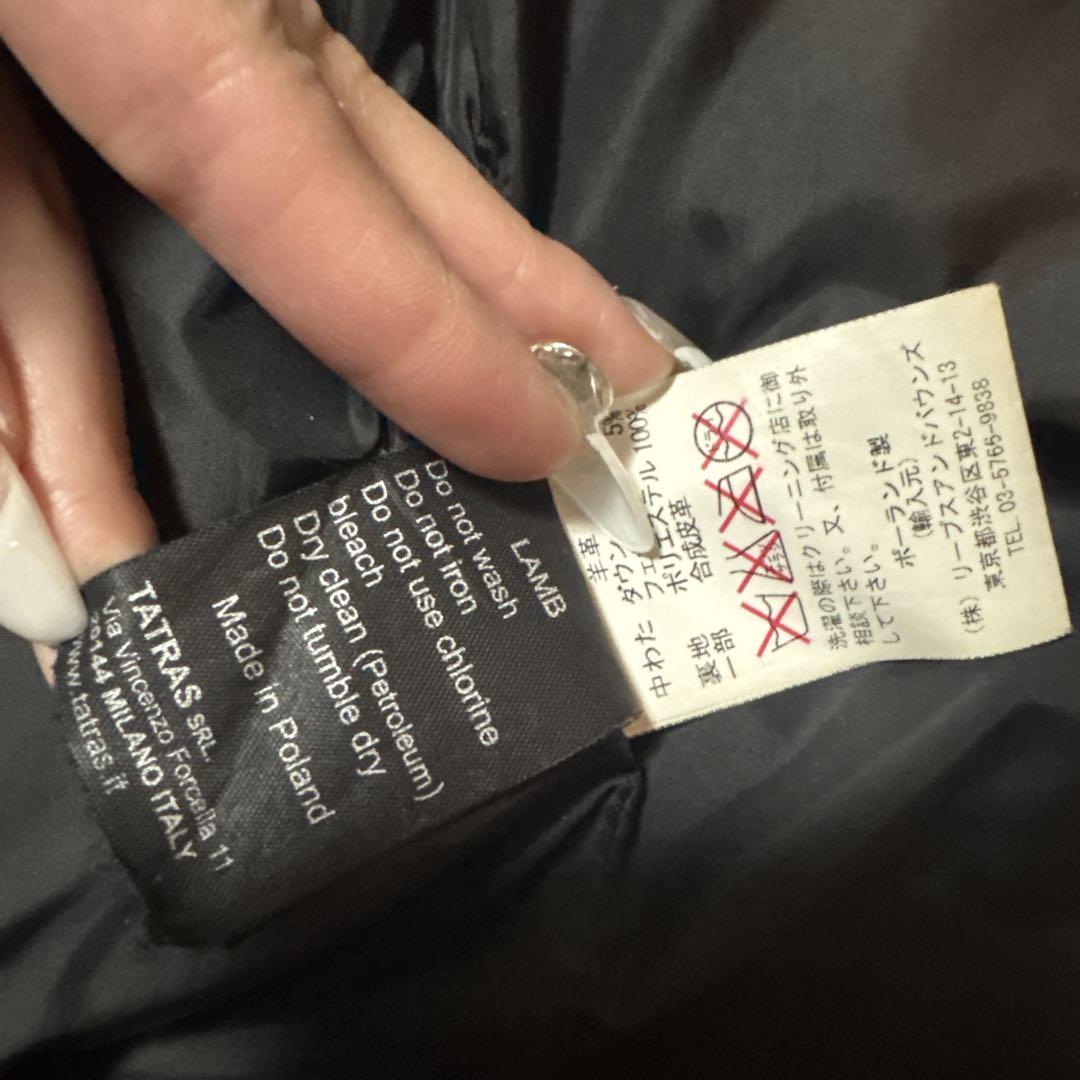 LAMB
Do not wash
Do not iron
Do not use chlorine
bleach
Dry clean (Petroleum)
Do not tumble dry
Made in Poland
TATRAS SRL
Via Vincenzo Forcella 11
20144 MILANO ITALY
www.tatras.it
羊革
中わた ダウン
フェ 5%
裏地 ポリエステル 100%
一部 合成皮革
洗濯の際はクリーニング店に御
相談下さい。又、付属は取り外
して下さい。
ポーランド製
(輸入元)
(株) リープスアンドバウンズ
東京都渋谷区東2-14-13
TEL. 03-5766-9838